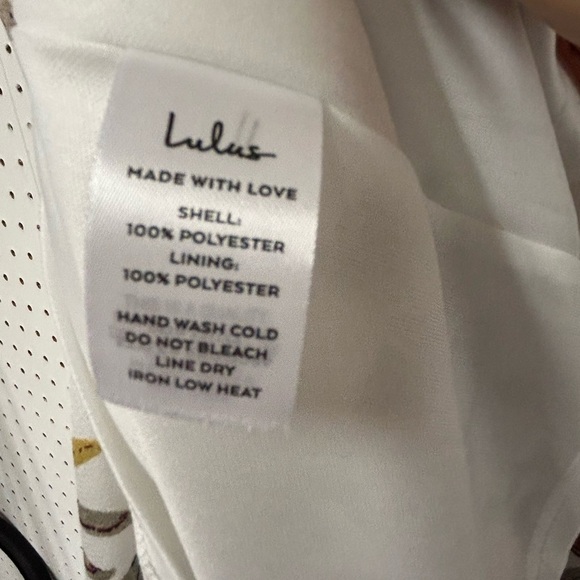 Lulus
MADE WITH LOVE
SHELL:
100% POLYESTER
LINING:
100% POLYESTER
HAND WASH COLD
DO NOT BLEACH
LINE DRY
IRON LOW HEAT